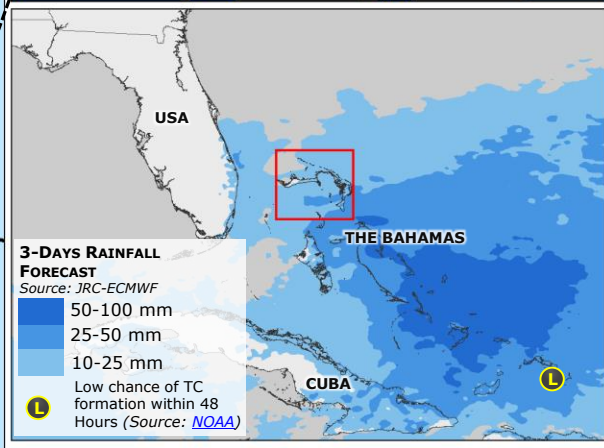 USA
THE BAHAMAS
3-DAYS RAINFALL
FORECAST
Source: JRC-ECMWF
50-100 mm
25-50 mm
10-25 mm
L
Low chance of TC
formation within 48
Hours (Source: NOAA)
CUBA
L